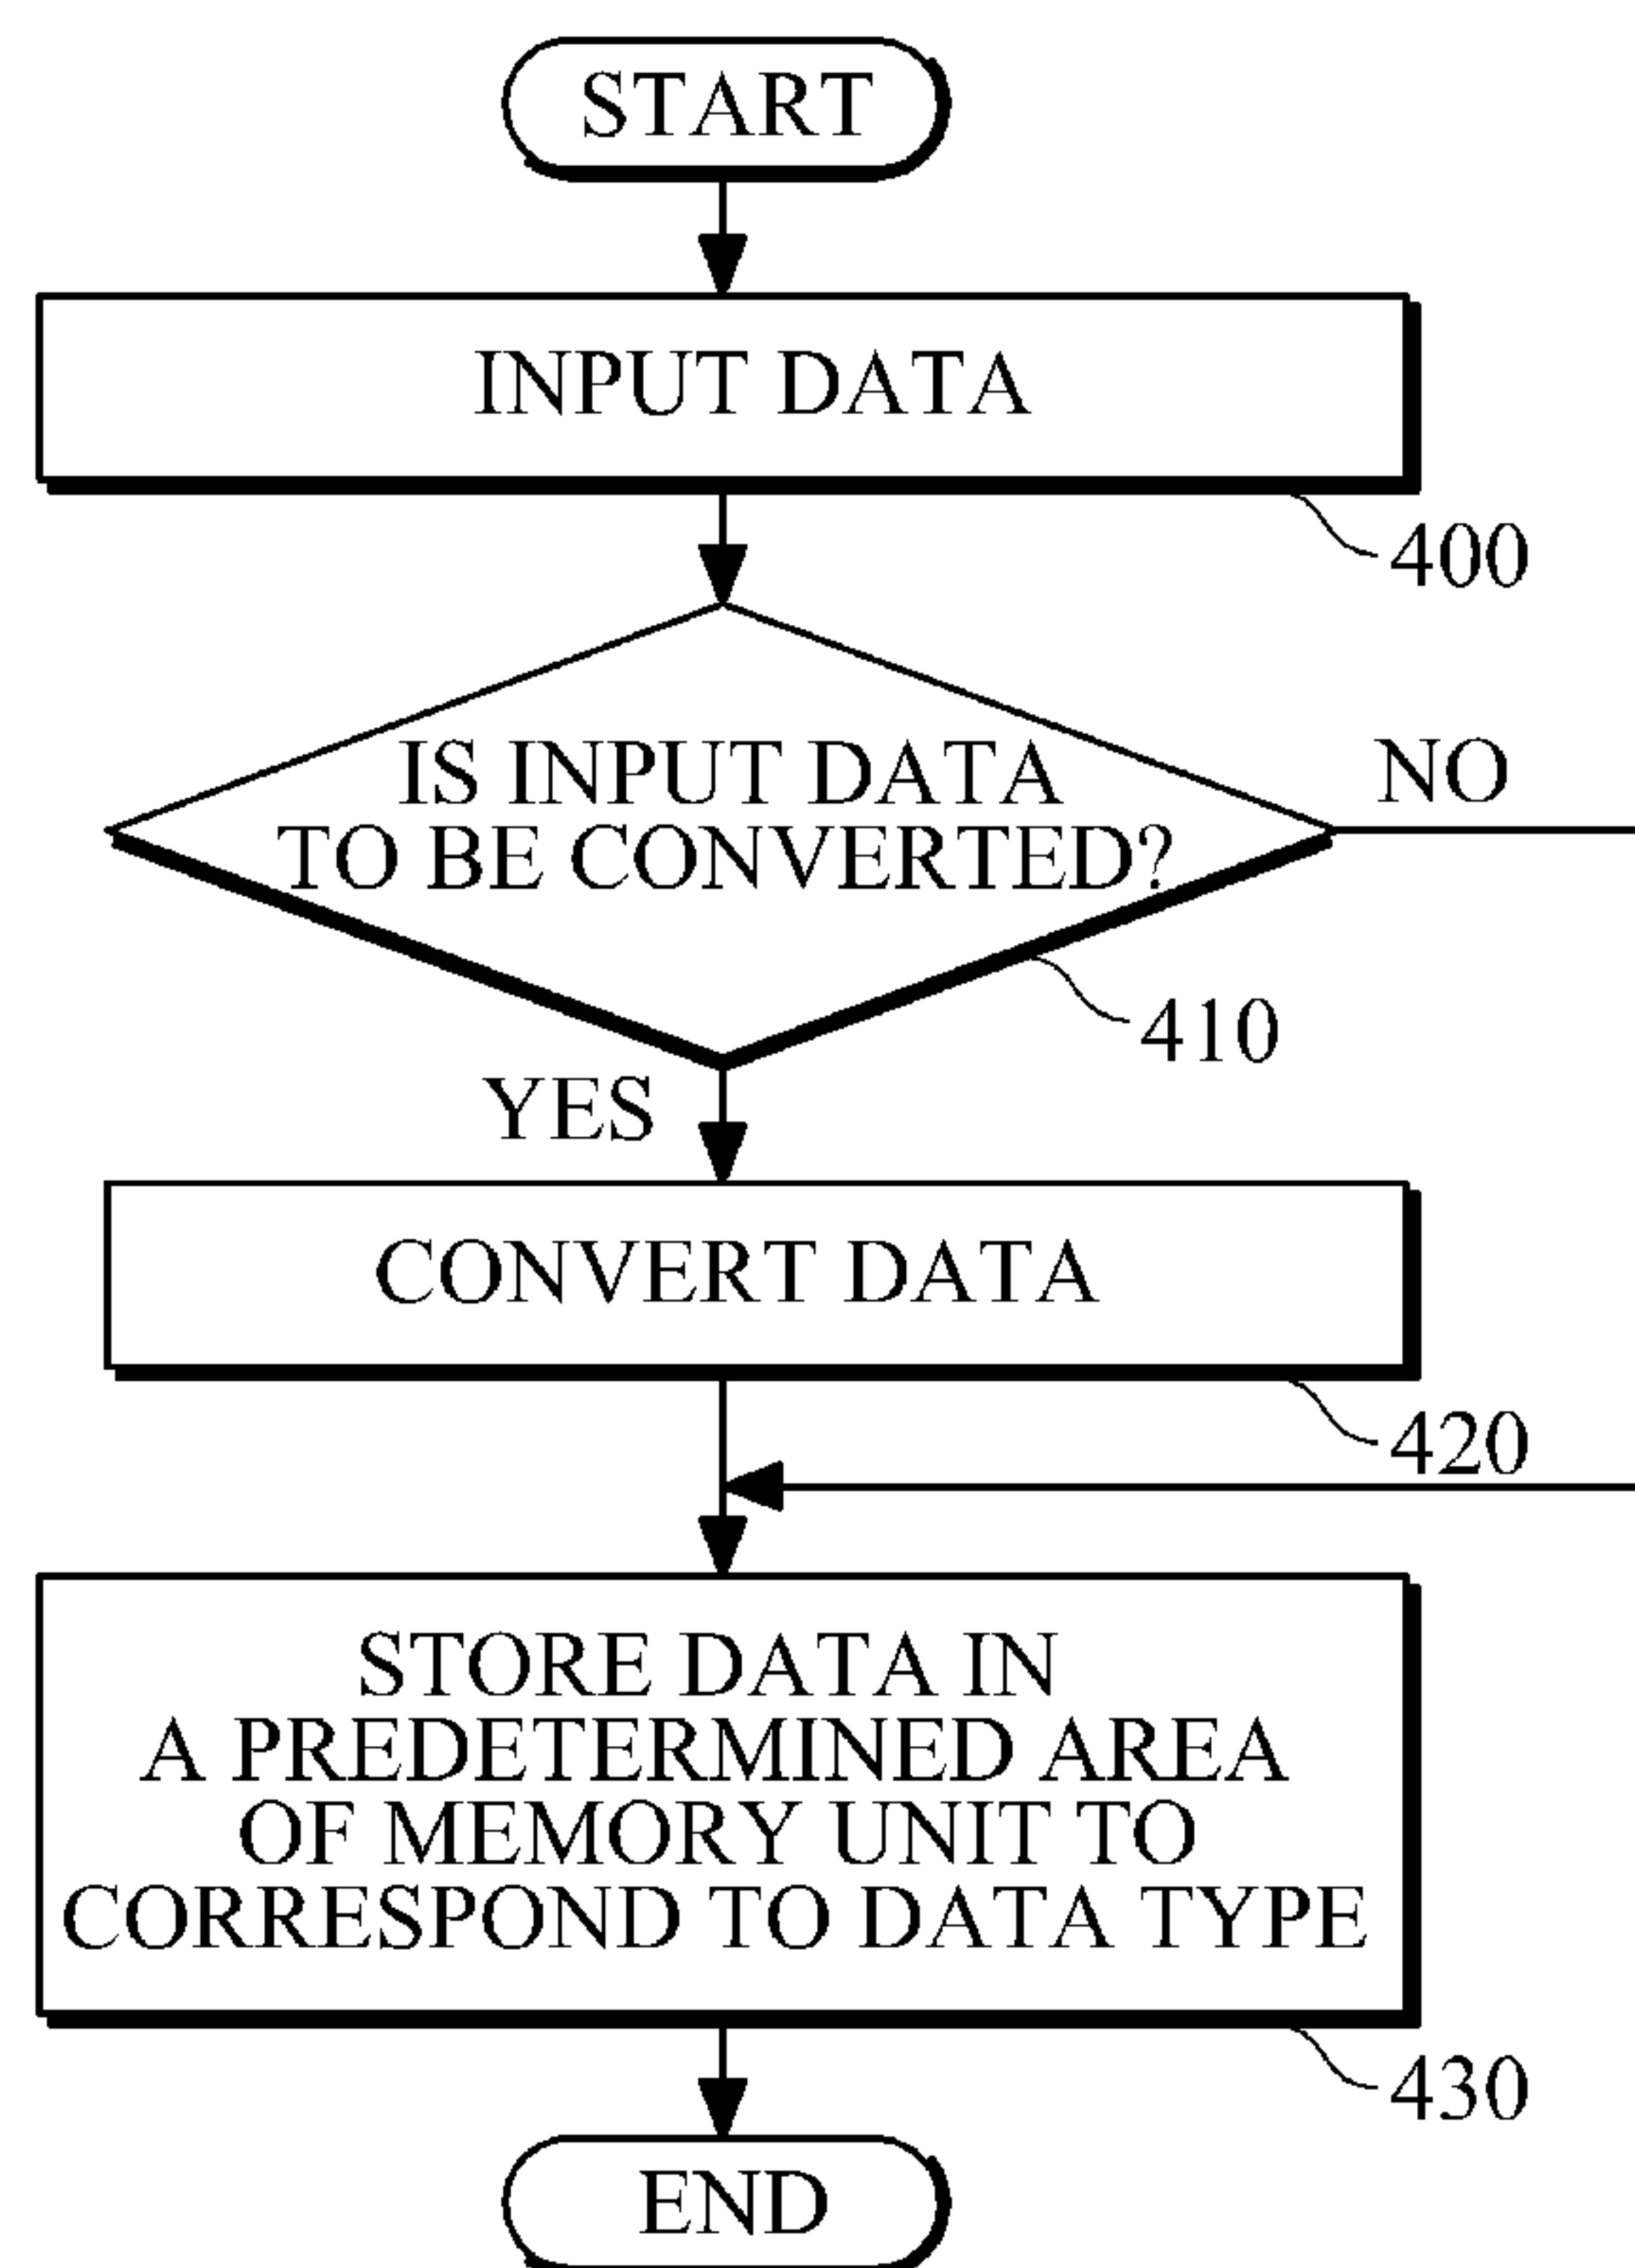 START
INPUT DATA
400
IS INPUT DATA
TO BE CONVERTED?
NO
410
YES
CONVERT DATA
420
STORE DATA IN
A PREDETERMINED AREA
OF MEMORY UNIT TO
CORRESPOND TO DATA TYPE
430
END